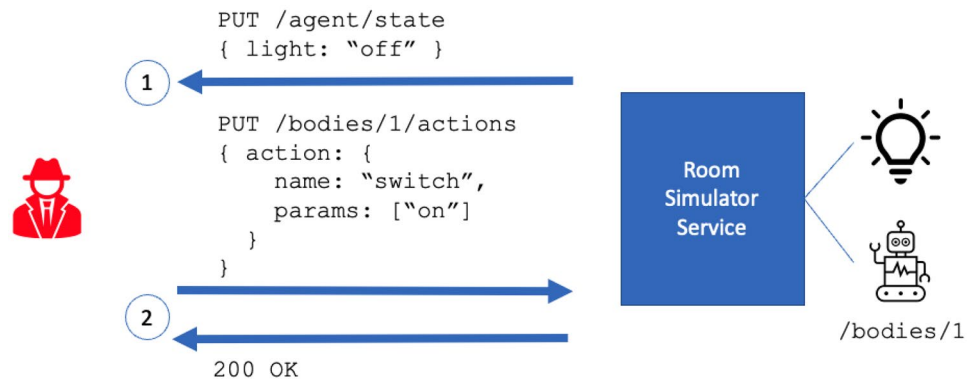 PUT /agent/state
{ light: “off” }
1
PUT /bodies/1/actions
{ action: {
name: “switch”,
params: [“on”]
}
}
2
200 OK
Room
Simulator
Service
/bodies/1